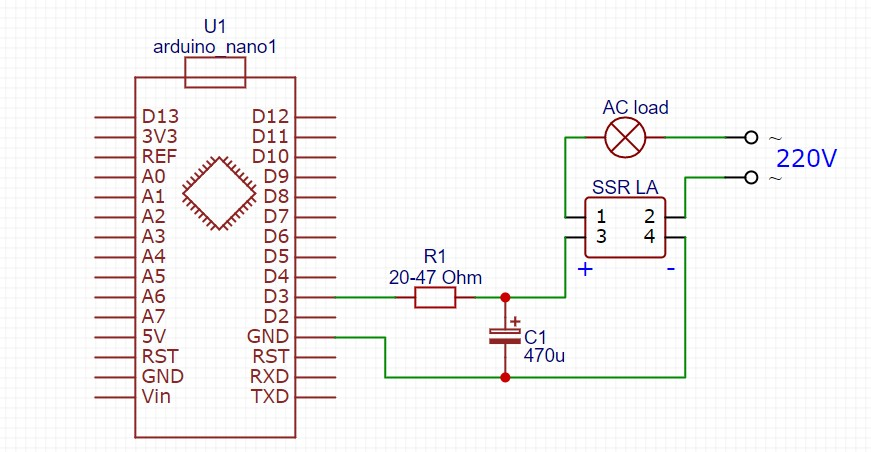 U1
arduino_nano1
D13
3V3
REF
A0
A1
A2
A3
A4
A5
A6
A7
5V
RST
GND
Vin
D12
D11
D10
D9
D8
D7
D6
D5
D4
D3
D2
GND
RST
RXD
TXD
R1
20-47 Ohm
+
C1
470u
AC load
SSR LA
1 2
3 4
+ -
~
220V
~